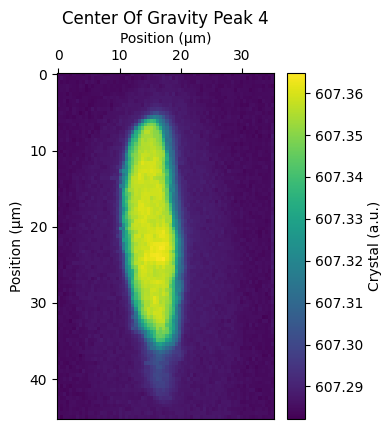 Center Of Gravity Peak 4
Position (μm)
0 10 20 30
0
10
20
30
40
Position (μm)
607.36
607.35
607.34
607.33
607.32
607.31
607.30
607.29
Crystal (a.u.)